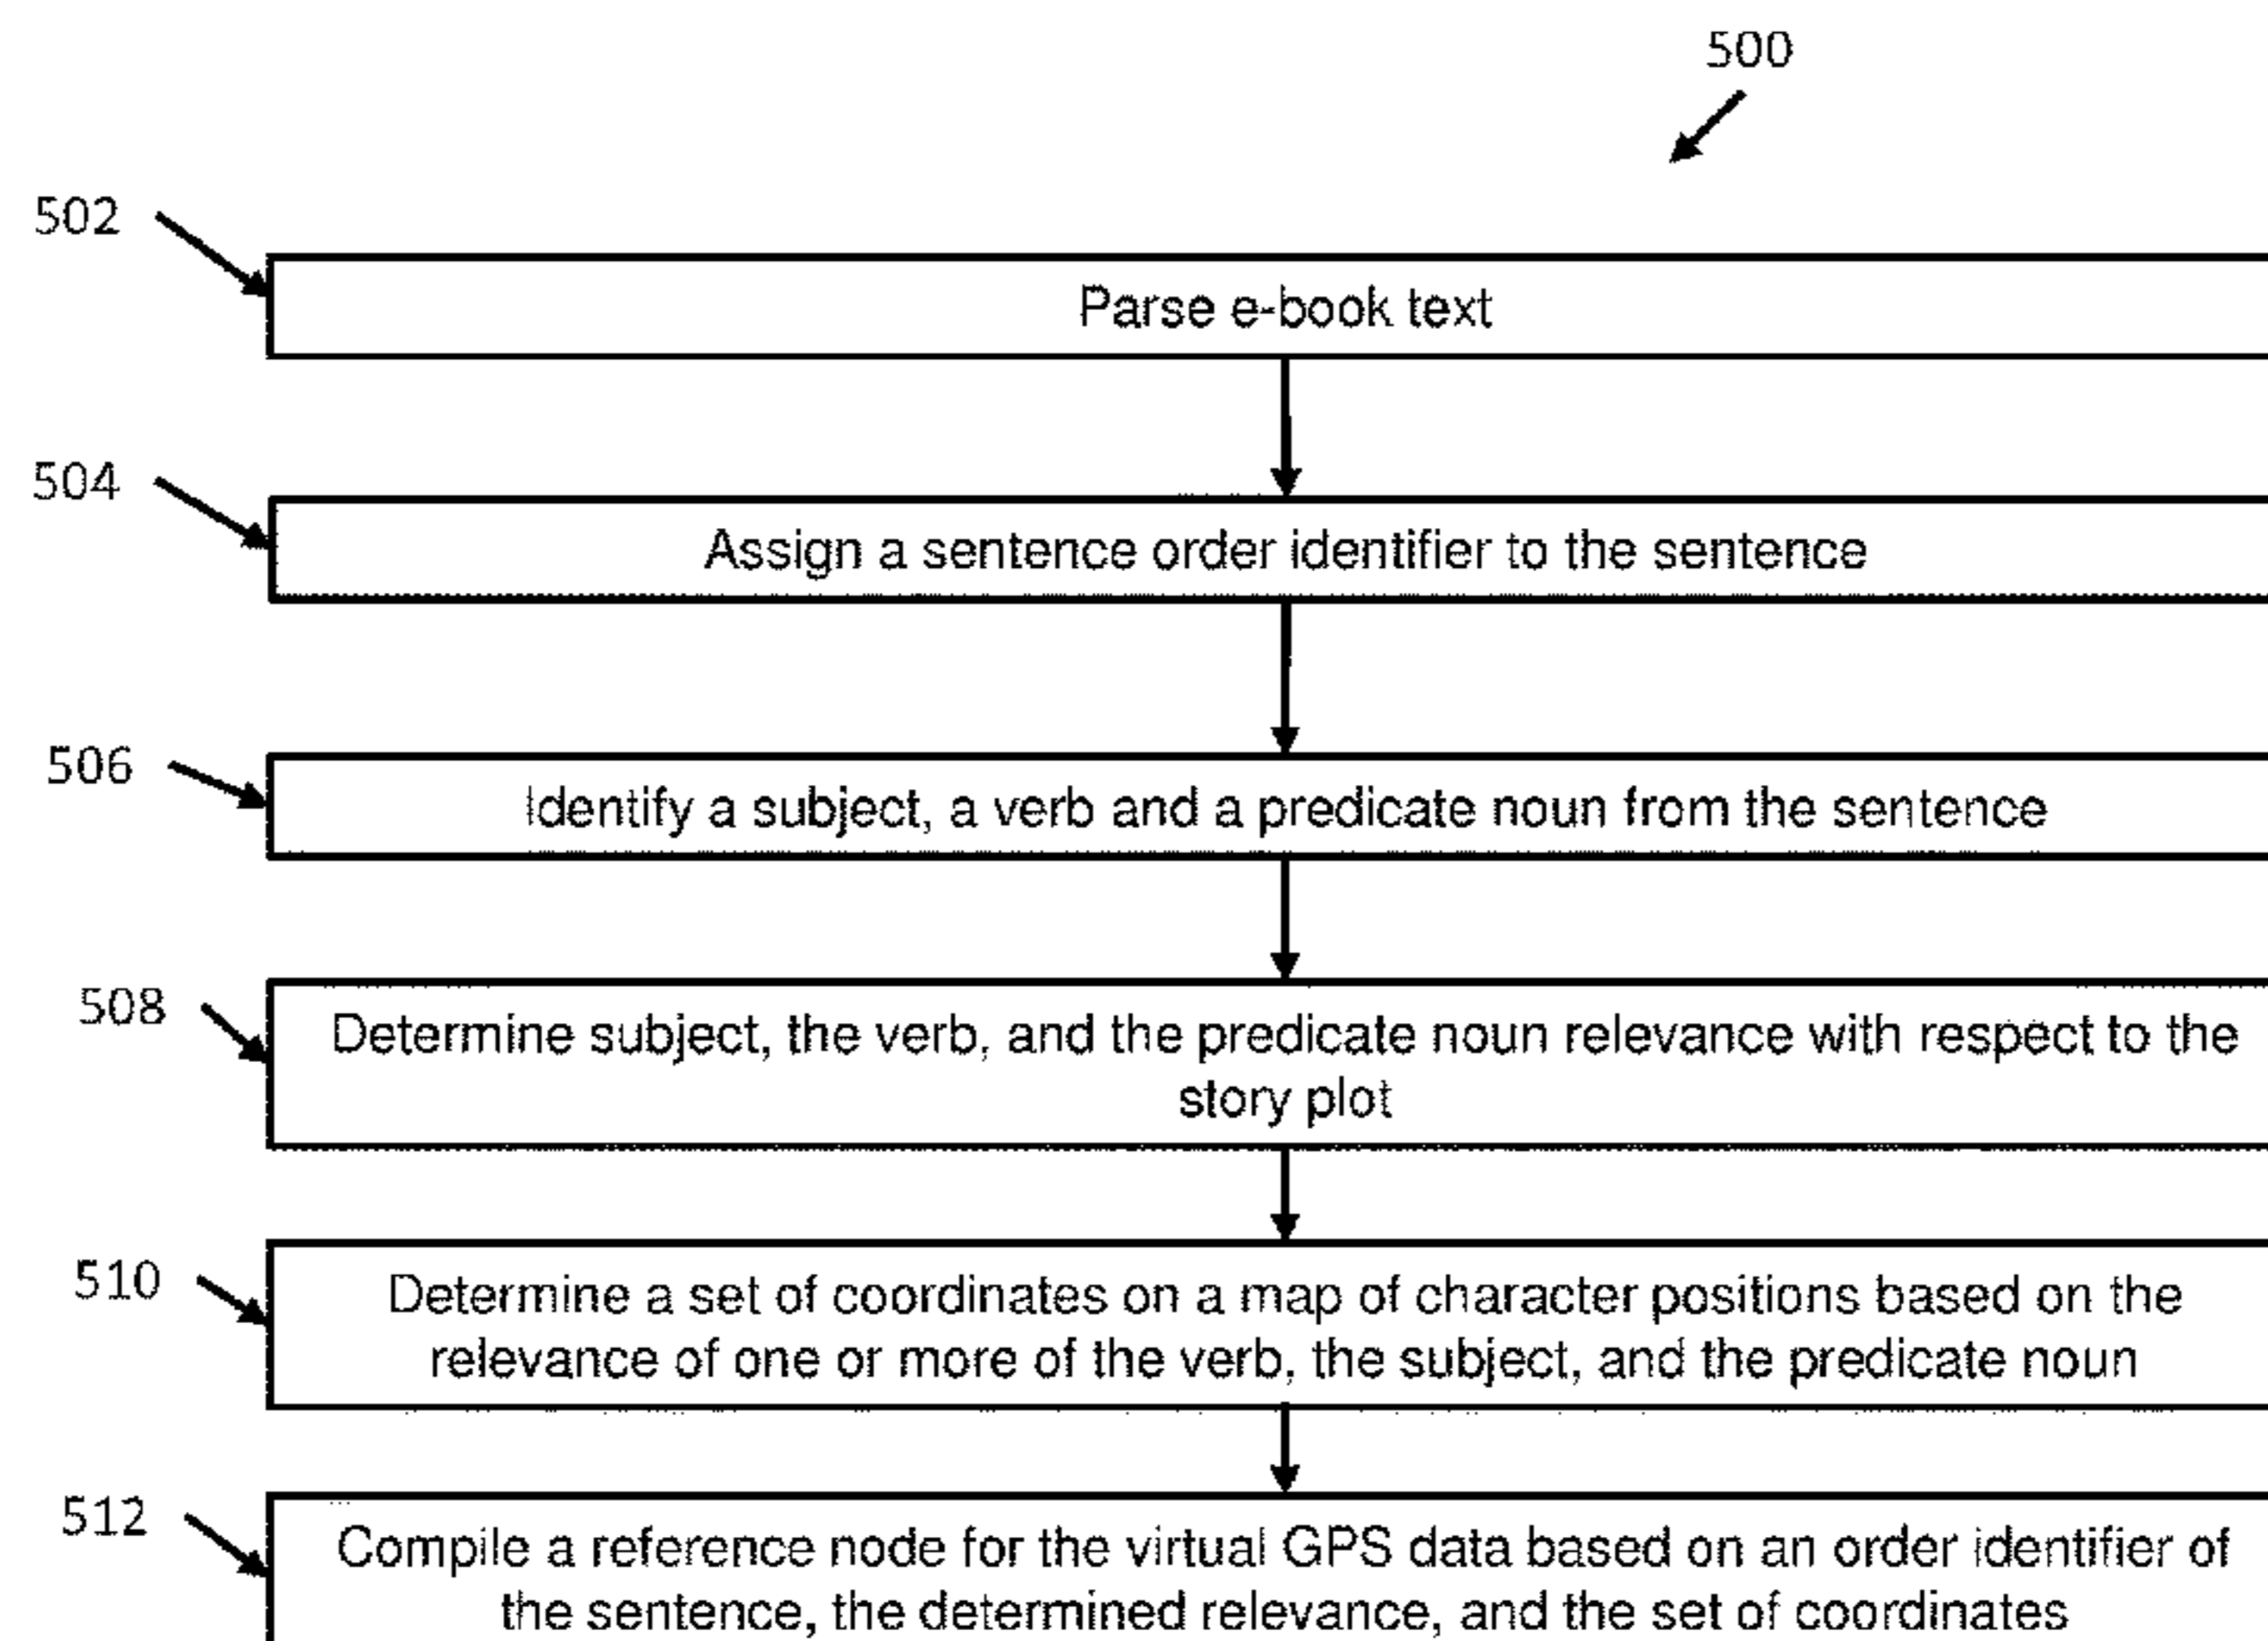 500
502
Parse e-book text
504
Assign a sentence order identifier to the sentence
506
Identify a subject, a verb and a predicate noun from the sentence
508
Determine subject, the verb, and the predicate noun relevance with respect to the
story plot
510
Determine a set of coordinates on a map of character positions based on the
relevance of one or more of the verb, the subject, and the predicate noun
512
Compile a reference node for the virtual GPS data based on an order identifier of
the sentence, the determined relevance, and the set of coordinates